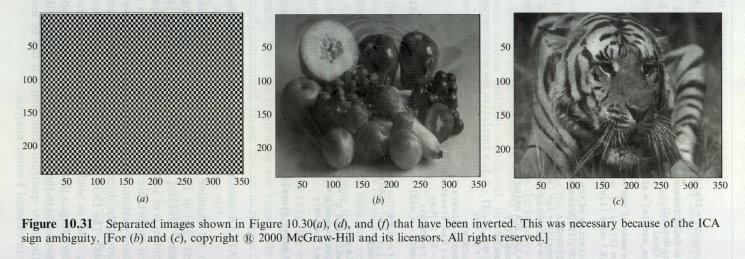 50
100
150
200
50 100 150 200 250 300 350
(a)
50
100
150
200
50 100 150 200 250 300 350
(b)
50
100
150
200
50 100 150 200 250 300 350
(c)
Figure 10.31 Separated images shown in Figure 10.30(a), (d), and (f) that have been inverted. This was necessary because of the ICA
sign ambiguity. [For (b) and (c), copyright ® 2000 McGraw-Hill and its licensors. All rights reserved.]